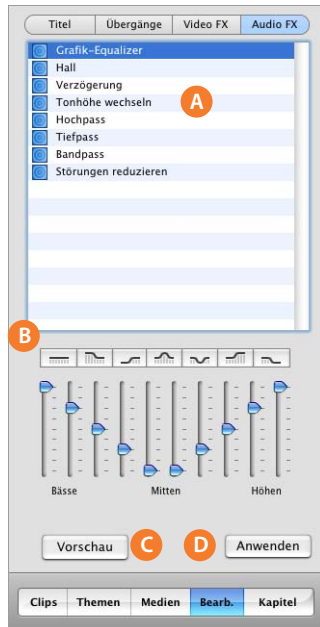 Titel Übergänge Video FX Audio FX
Grafik-Equalizer
Hall
Verzögerung
Tonhöhe wechseln
A
Hochpass
Tiefpass
Bandpass
Störungen reduzieren
B
Bässe Mitten Höhen
Vorschau C D Anwenden
Clips Themen Medien Bearb. Kapitel